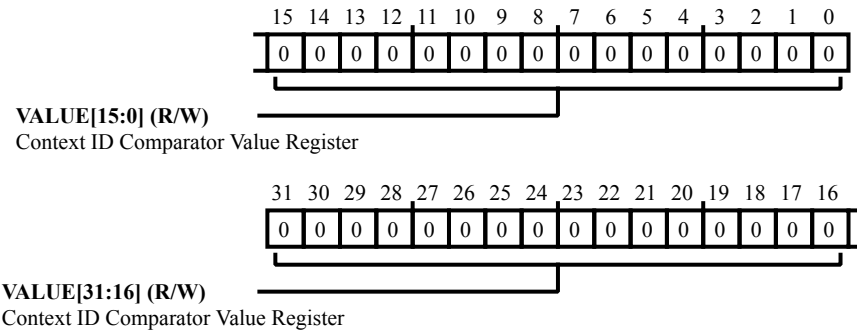 15 14 13 12 11 10 9 8 7 6 5 4 3 2 1 0
0 0 0 0 0 0 0 0 0 0 0 0 0 0 0 0
VALUE[15:0] (R/W)
Context ID Comparator Value Register
31 30 29 28 27 26 25 24 23 22 21 20 19 18 17 16
0 0 0 0 0 0 0 0 0 0 0 0 0 0 0 0
VALUE[31:16] (R/W)
Context ID Comparator Value Register